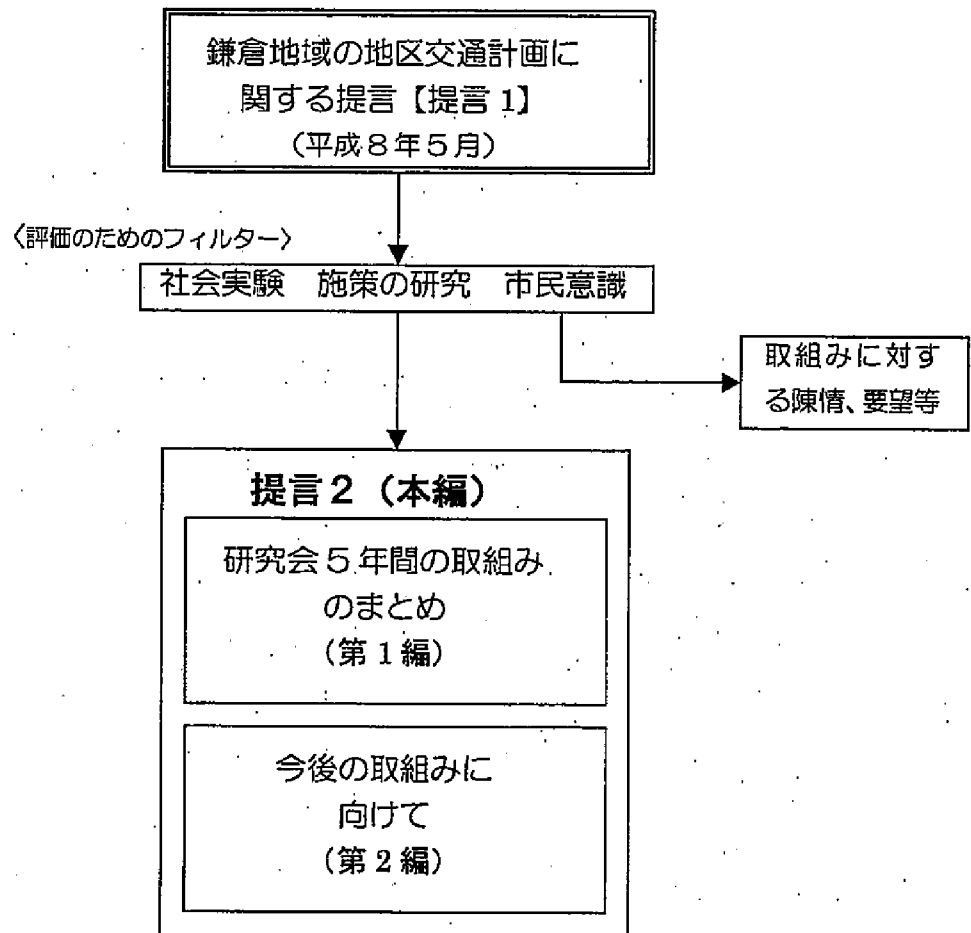 鎌倉地域の地区交通計画に
関する提言【提言1】
(平成8年5月)
〈評価のためのフィルター〉
社会実験 施策の研究 市民意識
取組みに対す
る陳情、要望等
提言2(本編)
研究会5年間の取組み
のまとめ
(第1編)
今後の取組みに
向けて
(第2編)